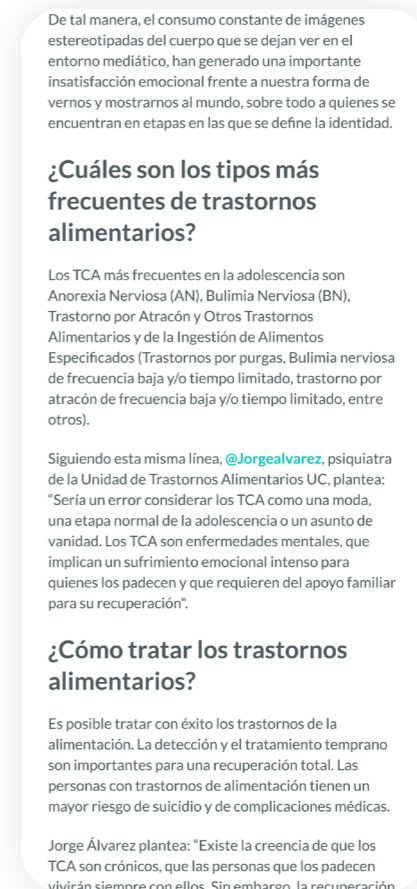 De tal manera, el consumo constante de imágenes
estereotipadas del cuerpo que se dejan ver en el
entorno mediático, han generado una importante
insatisfacción emocional frente a nuestra forma de
vernos y mostrarnos al mundo, sobre todo a quienes se
encuentran en etapas en las que se define la identidad.
¿Cuáles son los tipos más
frecuentes de trastornos
alimentarios?
Los TCA más frecuentes en la adolescencia son
Anorexia Nerviosa (AN), Bulimia Nerviosa (BN),
Trastorno por Atracón y Otros Trastornos
Alimentarios y de la Ingestión de Alimentos
Especificados (Trastornos por purgas, Bulimia nerviosa
de frecuencia baja y/o tiempo limitado, trastorno por
atracón de frecuencia baja y/o tiempo limitado, entre
otros).
Siguiendo esta misma línea, @Jorgealvarez, psiquiatra
de la Unidad de Trastornos Alimentarios UC, plantea:
“Sería un error considerar los TCA como una moda,
una etapa normal de la adolescencia o un asunto de
vanidad. Los TCA son enfermedades mentales, que
implican un sufrimiento emocional intenso para
quienes los padecen y que requieren del apoyo familiar
para su recuperación".
¿Cómo tratar los trastornos
alimentarios?
Es posible tratar con éxito los trastornos de la
alimentación. La detección y el tratamiento temprano
son importantes para una recuperación total. Las
personas con trastornos de alimentación tienen un
mayor riesgo de suicidio y de complicaciones médicas.
Jorge Álvarez plantea: “Existe la creencia de que los
TCA son crónicos, que las personas que los padecen
vivirán siempre con ellos. Sin embargo, la recuperación